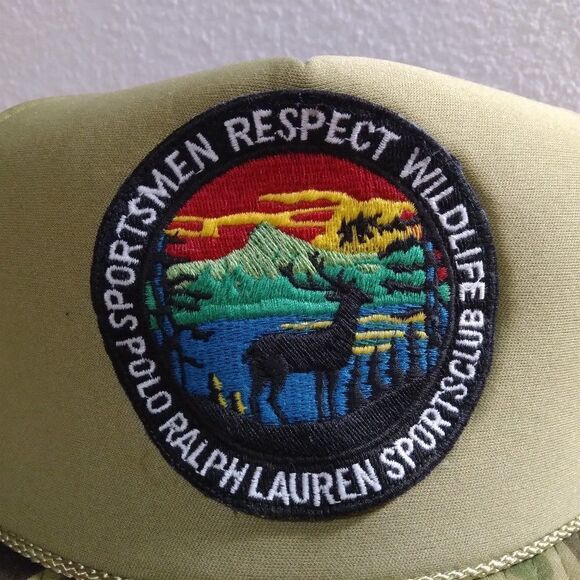 SPORTSMEN RESPECT WILDLIFE
POLO RALPH LAUREN SPORTSCLUB